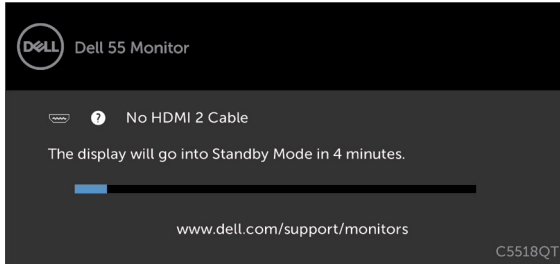 DELL Dell 55 Monitor
? No HDMI 2 Cable
The display will go into Standby Mode in 4 minutes.
www.dell.com/support/monitors
C5518QT